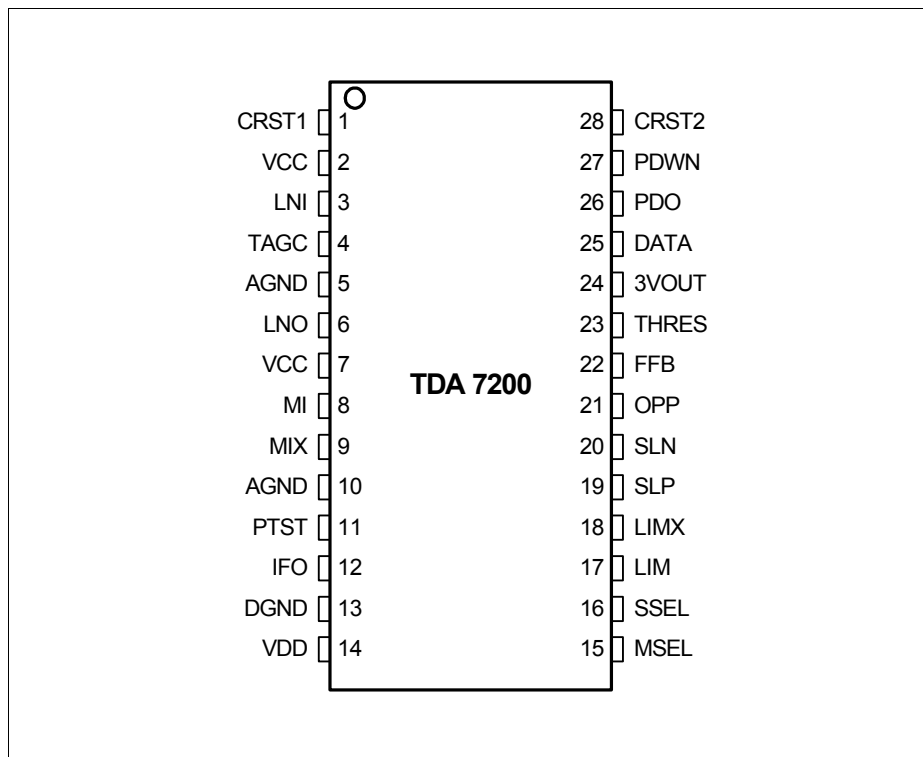 CRST1 1 28 CRST2
VCC 2 27 PDWN
LNI 3 26 PDO
TAGC 4 25 DATA
AGND 5 24 3VOUT
LNO 6 23 THRES
VCC 7 22 FFB
TDA 7200
MI 8 21 OPP
MIX 9 20 SLN
AGND 10 19 SLP
PTST 11 18 LIMX
IFO 12 17 LIM
DGND 13 16 SSEL
VDD 14 15 MSEL